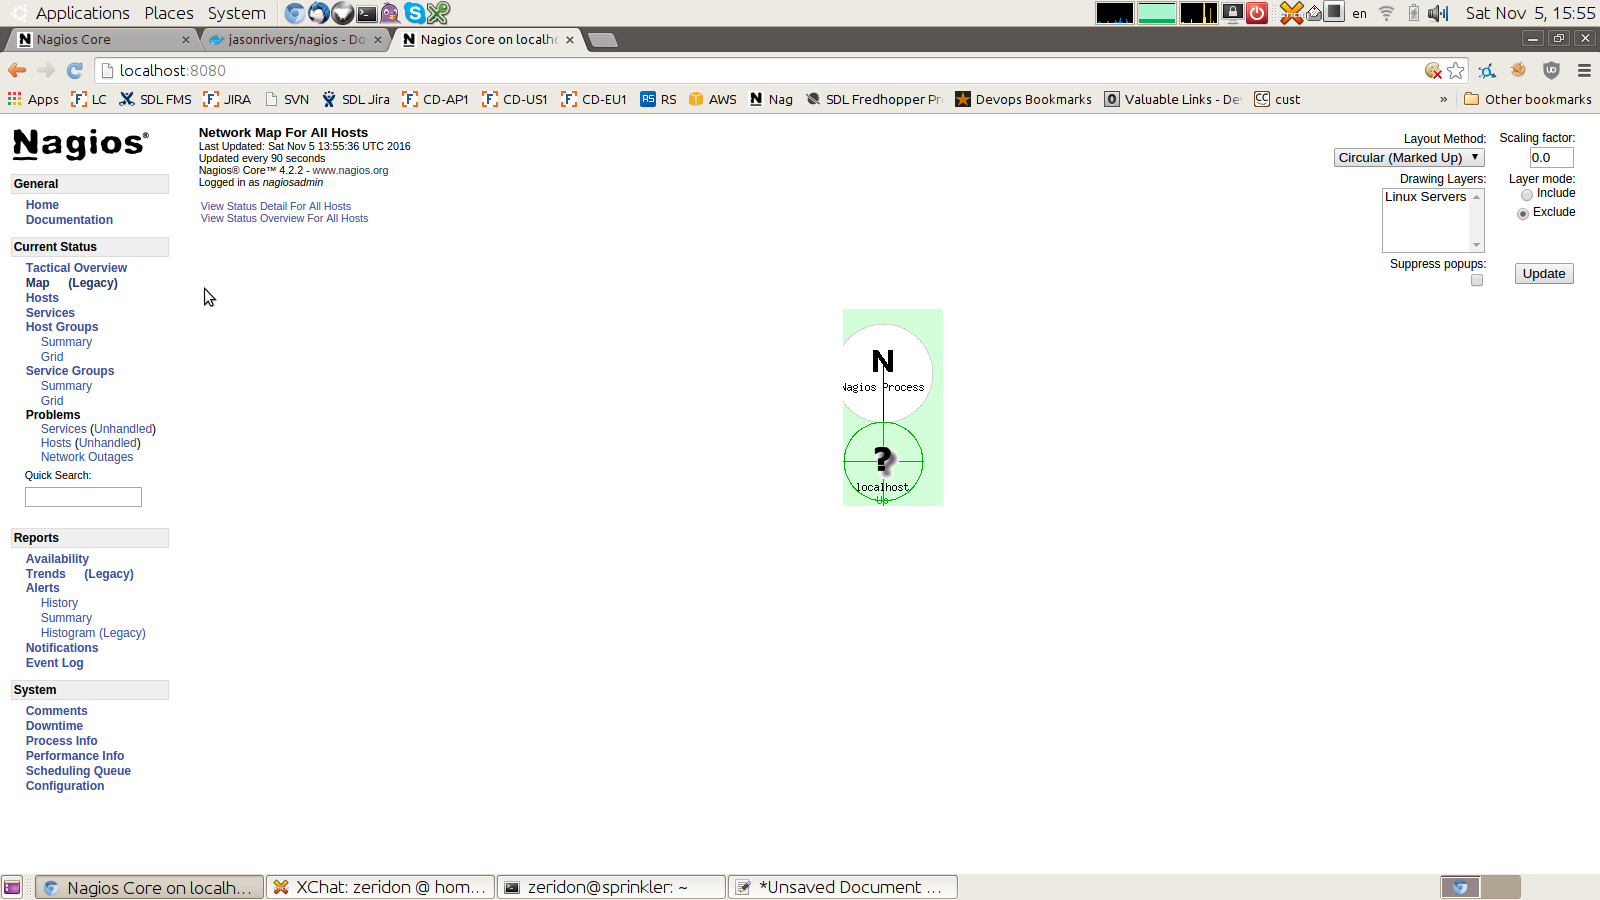 Applications Places System en Sat Nov 5, 15:55
Nagios Core jasonrivers/nagios - Do Nagios Core on localh
localhost:8080
Apps LC SDL FMS JIRA SVN SDL Jira CD-AP1 CD-US1 CD-EU1 RS AWS Nag SDL Fredhopper Pr Devops Bookmarks Valuable Links - De cust » Other bookmarks
Nagios®
General
Home
Documentation
Current Status
Tactical Overview
Map (Legacy)
Hosts
Services
Host Groups
Summary
Grid
Service Groups
Summary
Grid
Problems
Services (Unhandled)
Hosts (Unhandled)
Network Outages
Quick Search:
Reports
Availability
Trends (Legacy)
Alerts
History
Summary
Histogram (Legacy)
Notifications
Event Log
System
Comments
Downtime
Process Info
Performance Info
Scheduling Queue
Configuration
Network Map For All Hosts
Last Updated: Sat Nov 5 13:55:36 UTC 2016
Updated every 90 seconds
Nagios® Core™ 4.2.2 - www.nagios.org
Logged in as nagiosadmin
View Status Detail For All Hosts
View Status Overview For All Hosts
N
Nagios Process
?
localhost
Up
Layout Method:
Circular (Marked Up)
Drawing Layers:
Linux Servers
Suppress popups:
Scaling factor:
0.0
Layer mode:
Include
Exclude
Update
Nagios Core on localh... XChat: zeridon @ hom... zeridon@sprinkler: ~ *Unsaved Document ...